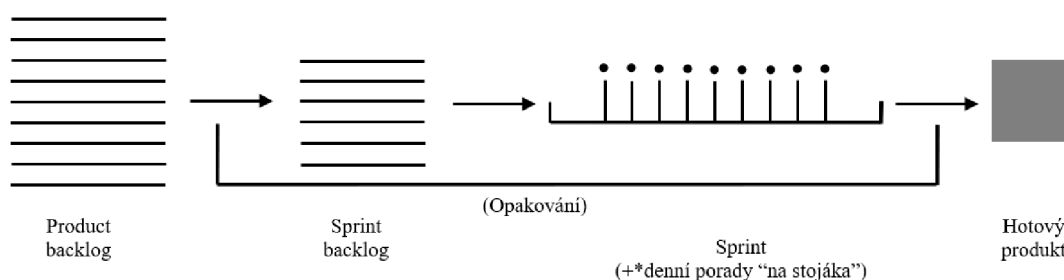 (Opakování)
Product
backlog
Sprint
backlog
Sprint
(+*denní porady “na stojáka”)
Hotový
produkt